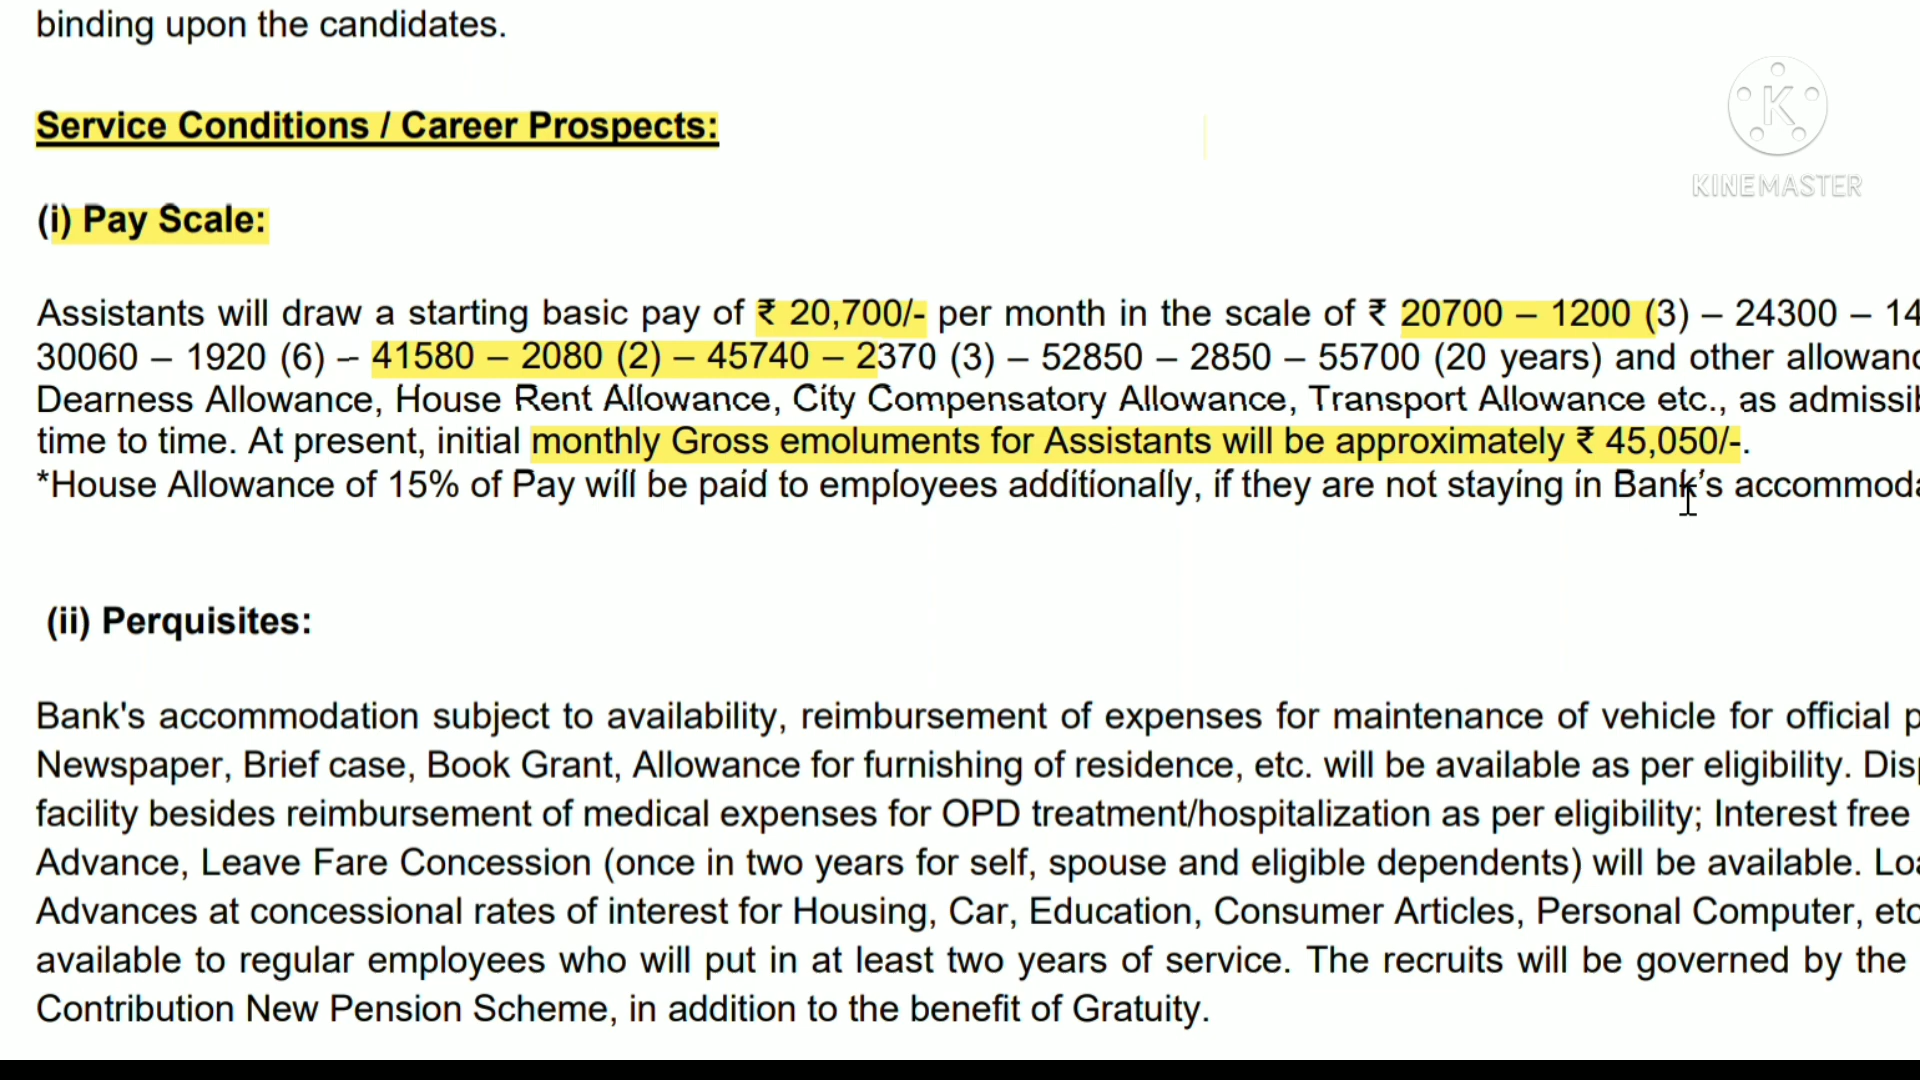 binding upon the candidates.
Service Conditions / Career Prospects:
K
KINEMASTER
(i) Pay Scale:
Assistants will draw a starting basic pay of ₹ 20,700/- per month in the scale of ₹ 20700 – 1200 (3) – 24300 – 14
30060 – 1920 (6) – 41580 – 2080 (2) – 45740 – 2370 (3) – 52850 – 2850 – 55700 (20 years) and other
Dearness Allowance, House Rent Allowance, City Compensatory Allowance, Transport Allowance etc., as
time to time. At present, initial monthly Gross emoluments for Assistants will be approximately ₹ 45,050/-.
*House Allowance of 15% of Pay will be paid to employees additionally, if they are not staying in Bank's
(ii) Perquisites:
Bank's accommodation subject to availability, reimbursement of expenses for maintenance of vehicle for official
Newspaper, Brief case, Book Grant, Allowance for furnishing of residence, etc. will be available as per eligibility.
facility besides reimbursement of medical expenses for OPD treatment/hospitalization as per eligibility; Interest free
Advance, Leave Fare Concession (once in two years for self, spouse and eligible dependents) will be available.
Advances at concessional rates of interest for Housing, Car, Education, Consumer Articles, Personal Computer, etc
available to regular employees who will put in at least two years of service. The recruits will be governed by the
Contribution New Pension Scheme, in addition to the benefit of Gratuity.